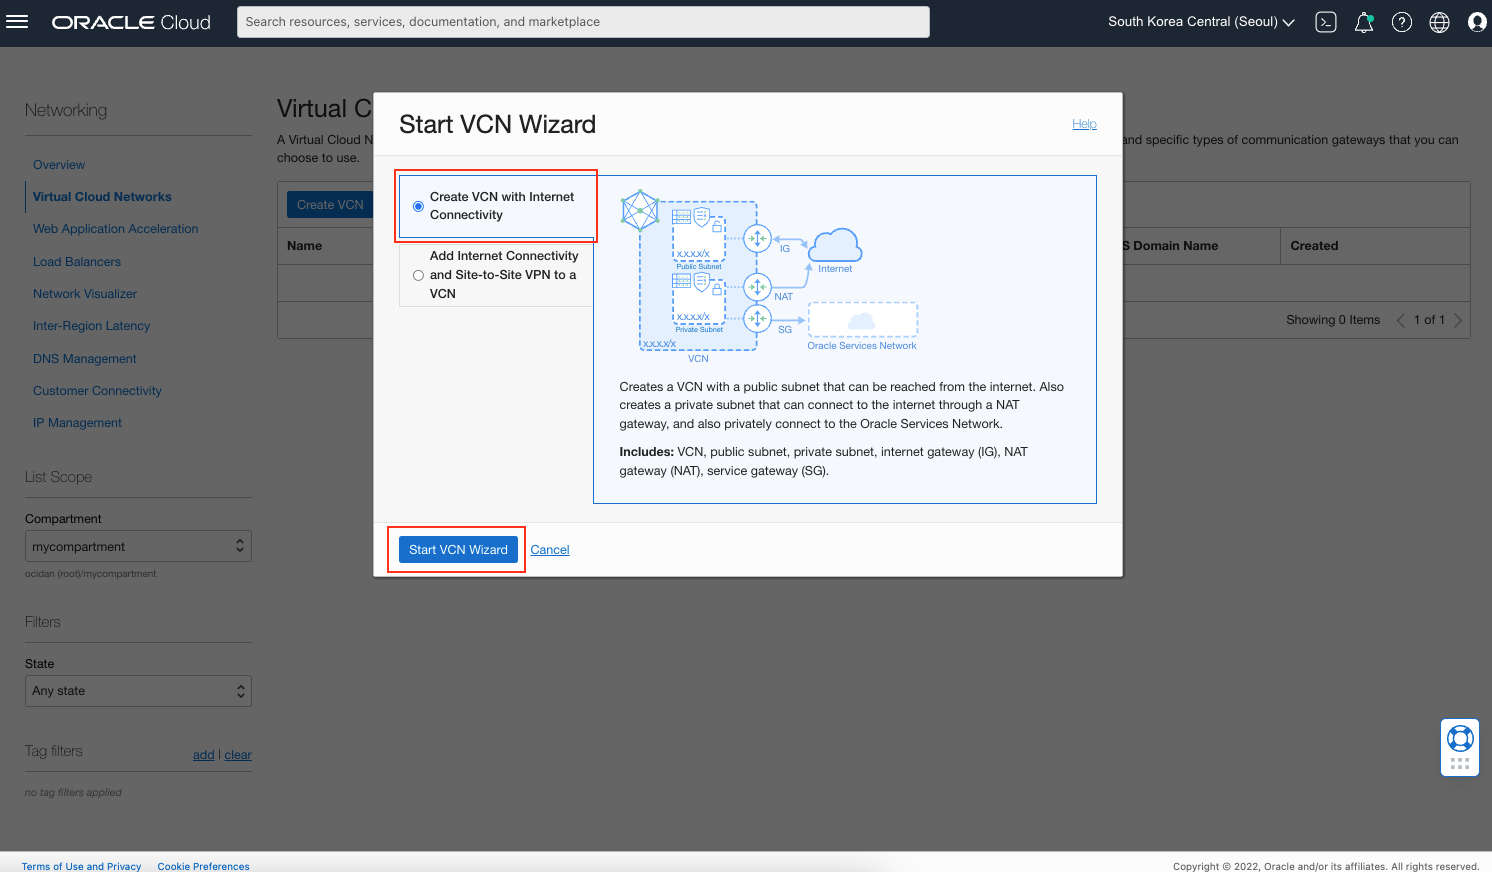 ORACLE Cloud
Search resources, services, documentation, and marketplace
South Korea Central (Seoul)
Networking
Overview
Virtual Cloud Networks
Web Application Acceleration
Load Balancers
Network Visualizer
Inter-Region Latency
DNS Management
Customer Connectivity
IP Management
List Scope
Compartment
mycompartment
ocidan (root)/mycompartment
Filters
State
Any state
Tag filters
add | clear
no tag filters applied
Virtual C
A Virtual Cloud N
and specific types of communication gateways that you can
choose to use.
Create VCN
Name
S Domain Name
Created
Showing 0 Items
1 of 1
Start VCN Wizard
Help
Create VCN with Internet
Connectivity
Add Internet Connectivity
and Site-to-Site VPN to a
VCN
X.X.X.X/X
Public Subnet
X.X.X.X/X
Private Subnet
X.X.X.X/X
VCN
IG
Internet
NAT
SG
Oracle Services Network
Creates a VCN with a public subnet that can be reached from the internet. Also
creates a private subnet that can connect to the internet through a NAT
gateway, and also privately connect to the Oracle Services Network.
Includes: VCN, public subnet, private subnet, internet gateway (IG), NAT
gateway (NAT), service gateway (SG).
Start VCN Wizard
Cancel
Terms of Use and Privacy
Cookie Preferences
Copyright © 2022, Oracle and/or its affiliates. All rights reserved.